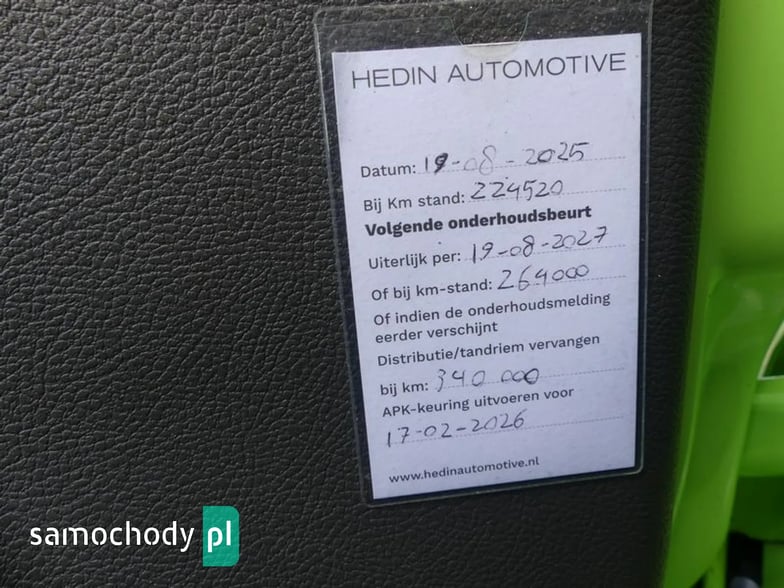 HEDIN AUTOMOTIVE
Datum: 19-08-2025
Bij Km stand: 224520
Volgende onderhoudsbeurt
Uiterlijk per: 19-08-2027
Of bij km-stand: 264000
Of indien de onderhoudsmelding
eerder verschijnt
Distributie/tandriem vervangen
bij km: 340 000
APK-keuring uitvoeren voor
17-02-2026
www.hedinautomotive.nl
samochody pl